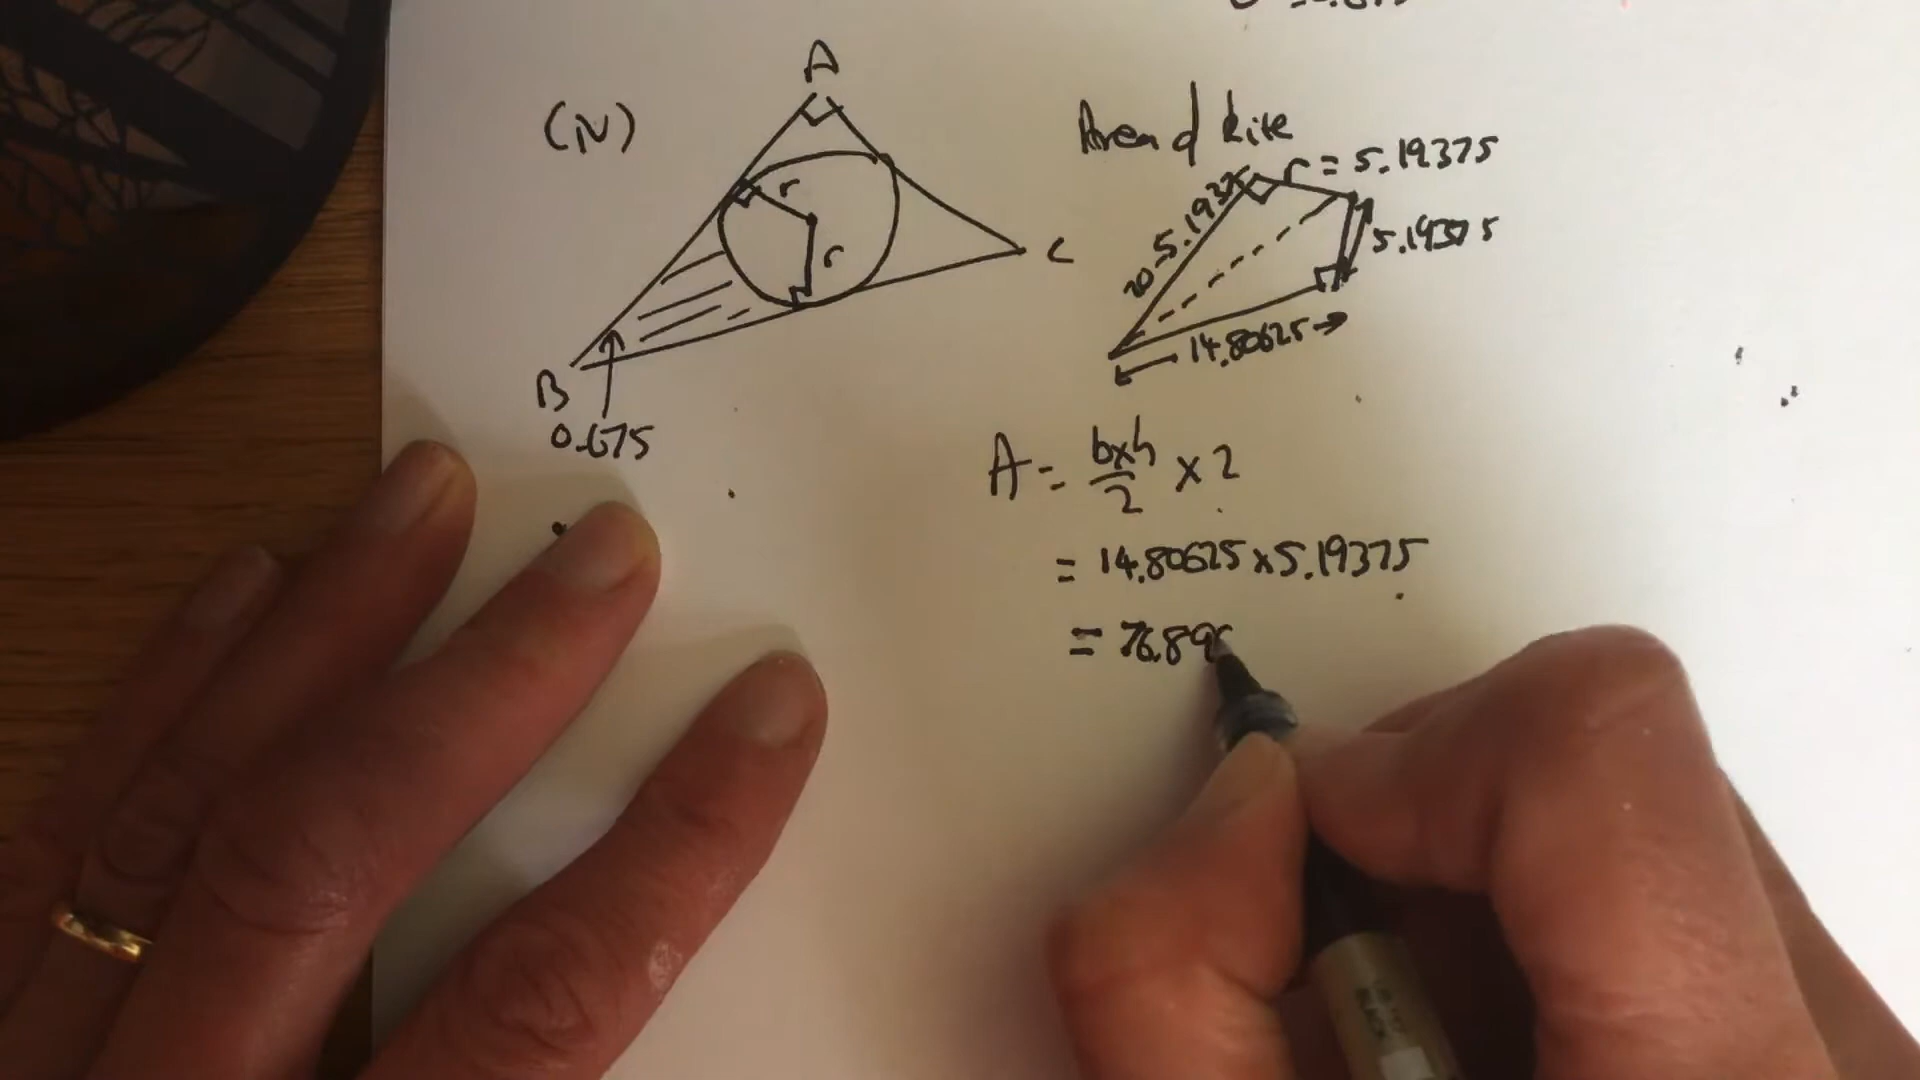 A
(N)
r
r
C
B
0.675
Area of kite
r = 5.19375
20-5.19375
5.19375
14.80625
A = bxh/2 x 2
= 14.80625 x 5.19375
= 76.89